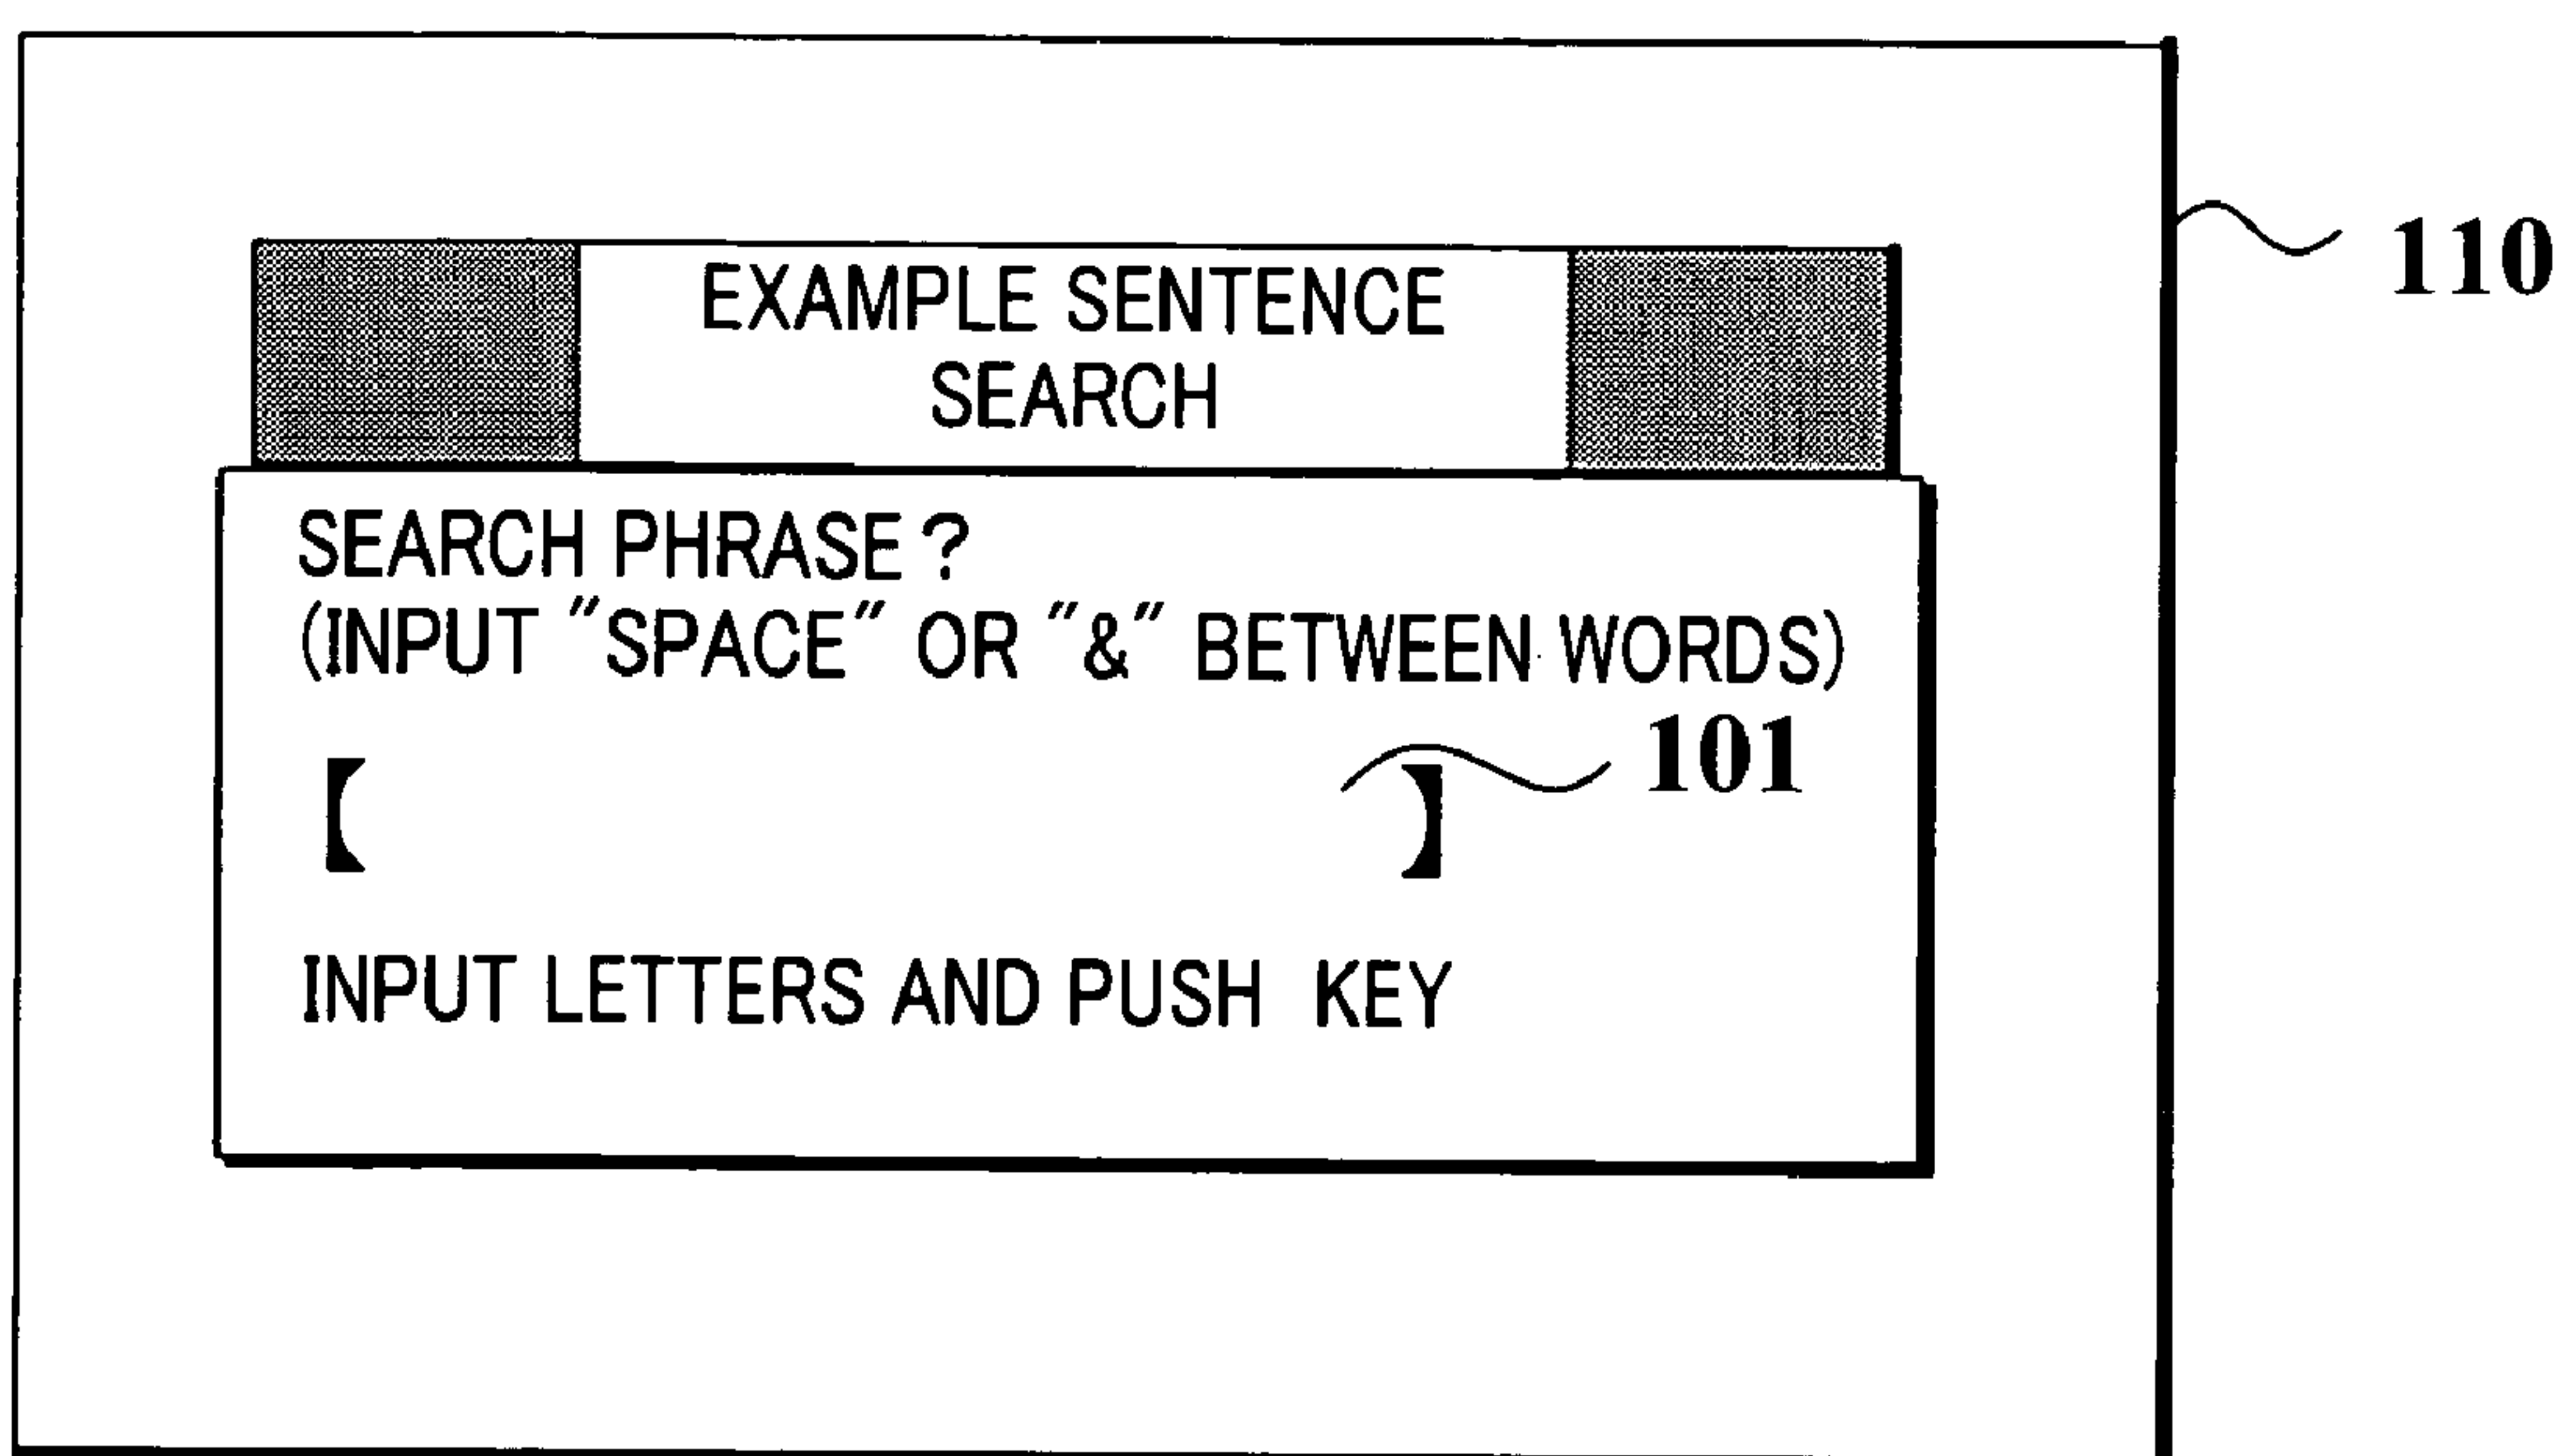 EXAMPLE SENTENCE
SEARCH
110
SEARCH PHRASE?
(INPUT "SPACE" OR "&" BETWEEN WORDS)
101
【 】
INPUT LETTERS AND PUSH KEY